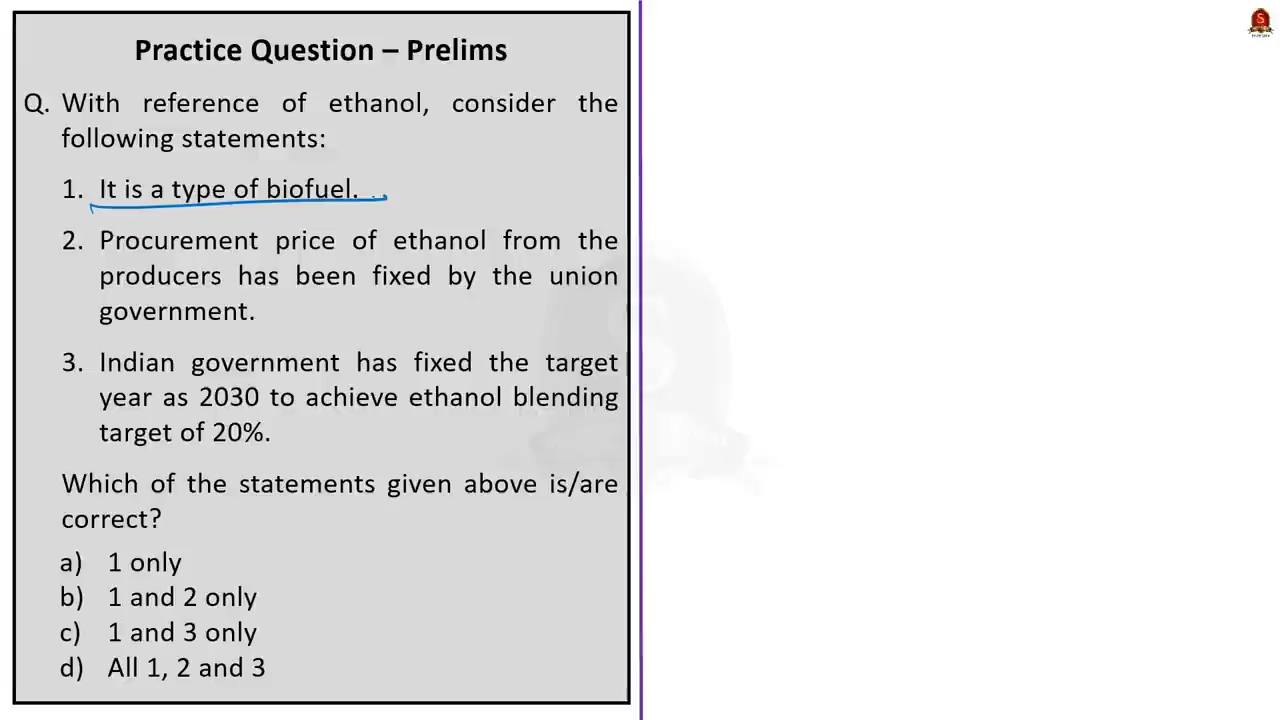 Practice Question – Prelims
Q. With reference of ethanol, consider the
following statements:
1. It is a type of biofuel.
2. Procurement price of ethanol from the
producers has been fixed by the union
government.
3. Indian government has fixed the target
year as 2030 to achieve ethanol blending
target of 20%.
Which of the statements given above is/are
correct?
a) 1 only
b) 1 and 2 only
c) 1 and 3 only
d) All 1, 2 and 3